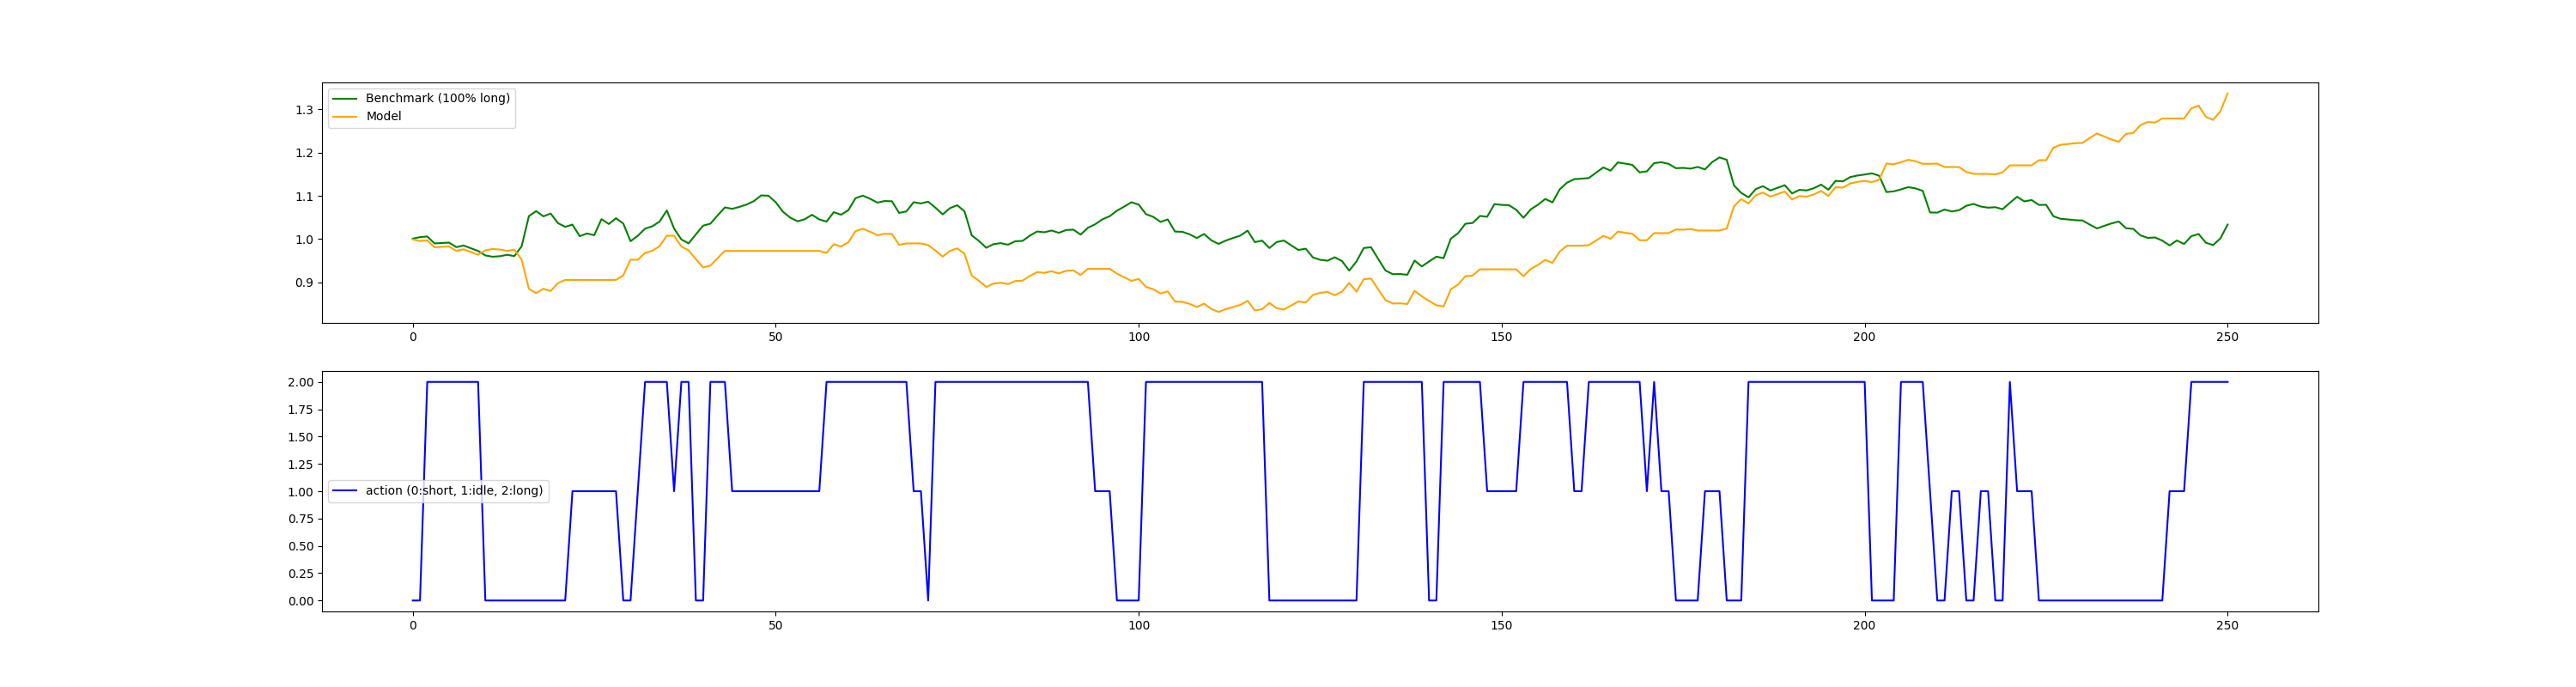 Benchmark (100% long)
Model
1.3
1.2
1.1
1.0
0.9
0 50 100 150 200 250
2.00
1.75
1.50
1.25
1.00
0.75
0.50
0.25
0.00
action (0:short, 1:idle, 2:long)
0 50 100 150 200 250